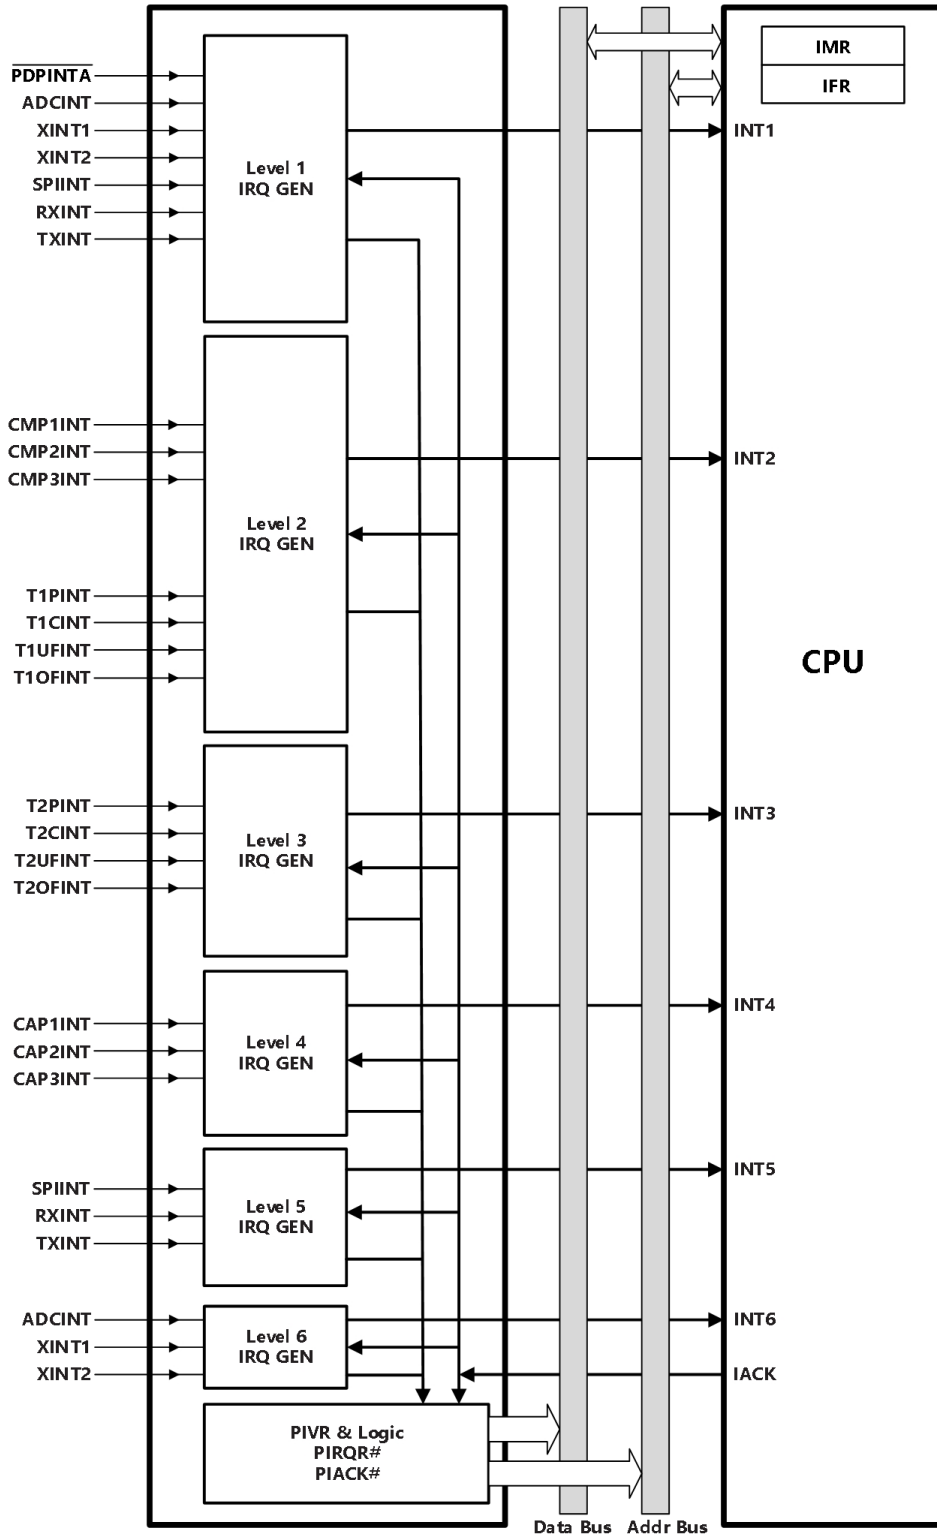 PDPINTA
ADCINT
XINT1
XINT2
SPIINT
RXINT
TXINT
Level 1
IRQ GEN
IMR
IFR
INT1
CMP1INT
CMP2INT
CMP3INT
T1PINT
T1CINT
T1UFINT
T1OFINT
Level 2
IRQ GEN
INT2
CPU
T2PINT
T2CINT
T2UFINT
T2OFINT
Level 3
IRQ GEN
INT3
CAP1INT
CAP2INT
CAP3INT
Level 4
IRQ GEN
INT4
SPIINT
RXINT
TXINT
Level 5
IRQ GEN
INT5
ADCINT
XINT1
XINT2
Level 6
IRQ GEN
INT6
IACK
PIVR & Logic
PIRQR#
PIACK#
Data Bus
Addr Bus